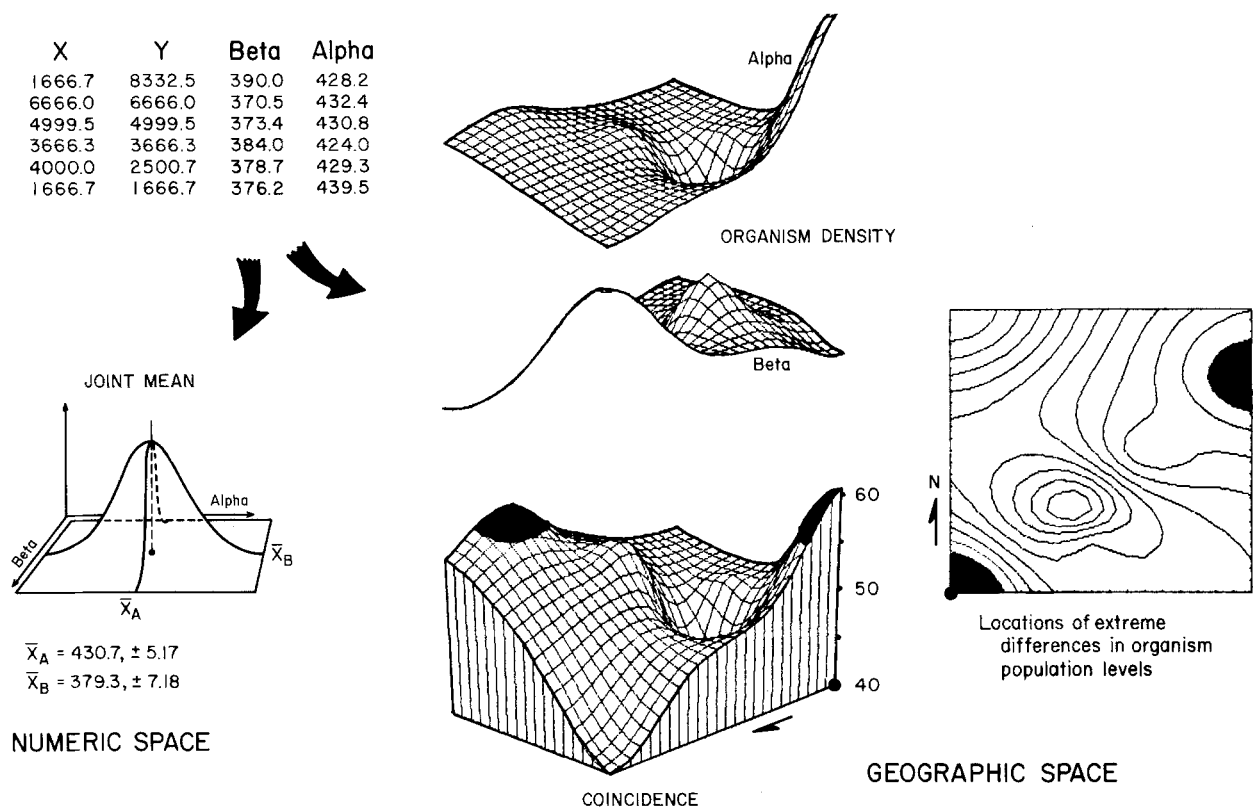 X Y Beta Alpha
1666.7 8332.5 390.0 428.2
6666.0 6666.0 370.5 432.4
4999.5 4999.5 373.4 430.8
3666.3 3666.3 384.0 424.0
4000.0 2500.7 378.7 429.3
1666.7 1666.7 376.2 439.5
Alpha
ORGANISM DENSITY
Beta
JOINT MEAN
Alpha
Beta
X̄B
X̄A
X̄A = 430.7, ± 5.17
X̄B = 379.3, ± 7.18
NUMERIC SPACE
60
50
40
COINCIDENCE
N
Locations of extreme
differences in organism
population levels
GEOGRAPHIC SPACE